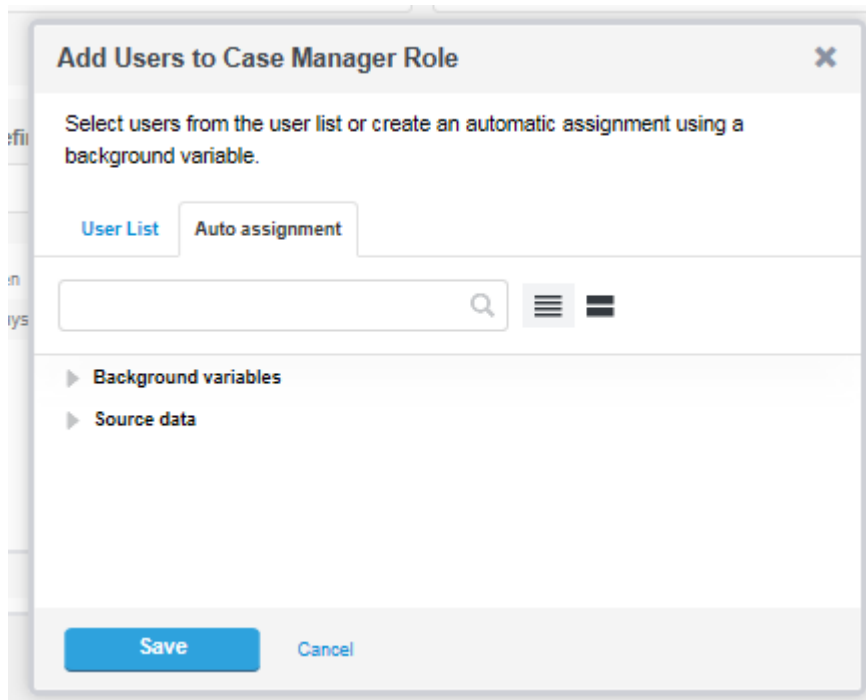 Add Users to Case Manager Role
Select users from the user list or create an automatic assignment using a
background variable.
User List
Auto assignment
Background variables
Source data
Save
Cancel